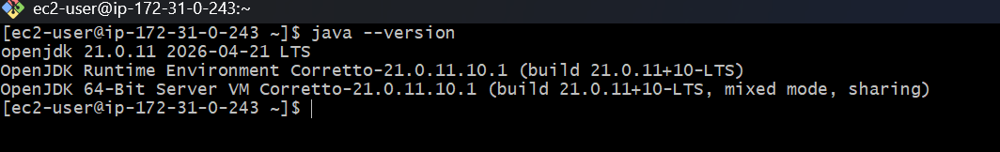 ec2-user@ip-172-31-0-243:~
[ec2-user@ip-172-31-0-243 ~]$ java --version
openjdk 21.0.11 2026-04-21 LTS
OpenJDK Runtime Environment Corretto-21.0.11.10.1 (build 21.0.11+10-LTS)
OpenJDK 64-Bit Server VM Corretto-21.0.11.10.1 (build 21.0.11+10-LTS, mixed mode, sharing)
[ec2-user@ip-172-31-0-243 ~]$